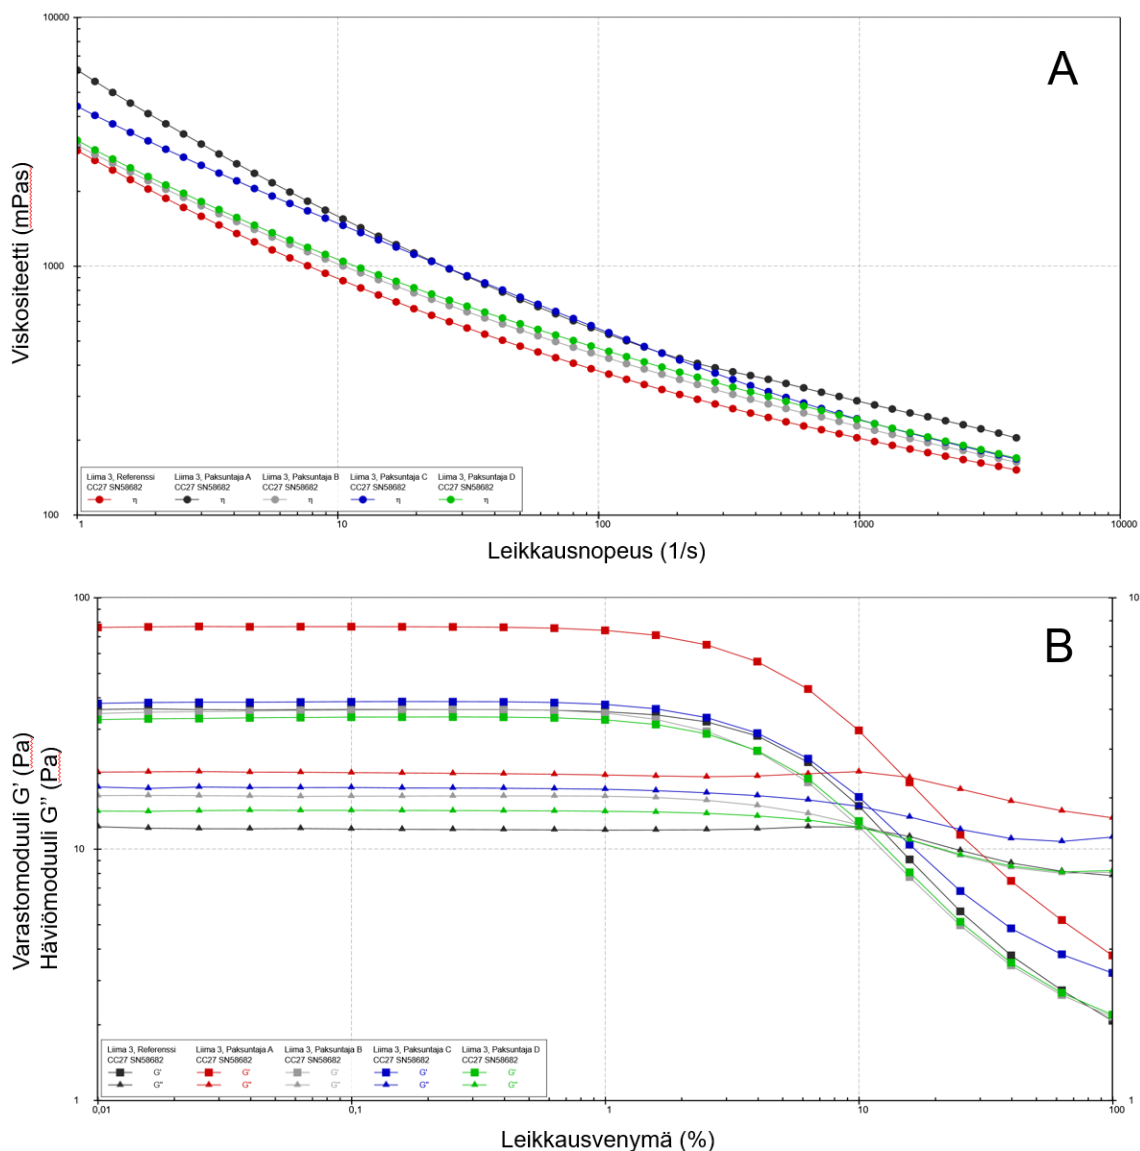 10000
A
Viskositeetti (mPas)
1000
Liima 3, Referenssi Liima 3, Paksuntaja A Liima 3, Paksuntaja B Liima 3, Paksuntaja C Liima 3, Paksuntaja D
CC27 SN58682 CC27 SN58682 CC27 SN58682 CC27 SN58682 CC27 SN58682
η η η η η
100
1 10 100 1000 10000
Leikkausnopeus (1/s)
100 10
B
Varastomoduuli G' (Pa)
Häviömoduuli G'' (Pa)
10
Liima 3, Referenssi Liima 3, Paksuntaja A Liima 3, Paksuntaja B Liima 3, Paksuntaja C Liima 3, Paksuntaja D
CC27 SN58682 CC27 SN58682 CC27 SN58682 CC27 SN58682 CC27 SN58682
G' G' G' G' G'
G'' G'' G'' G'' G''
1 1
0,01 0,1 1 10 100
Leikkausvenymä (%)